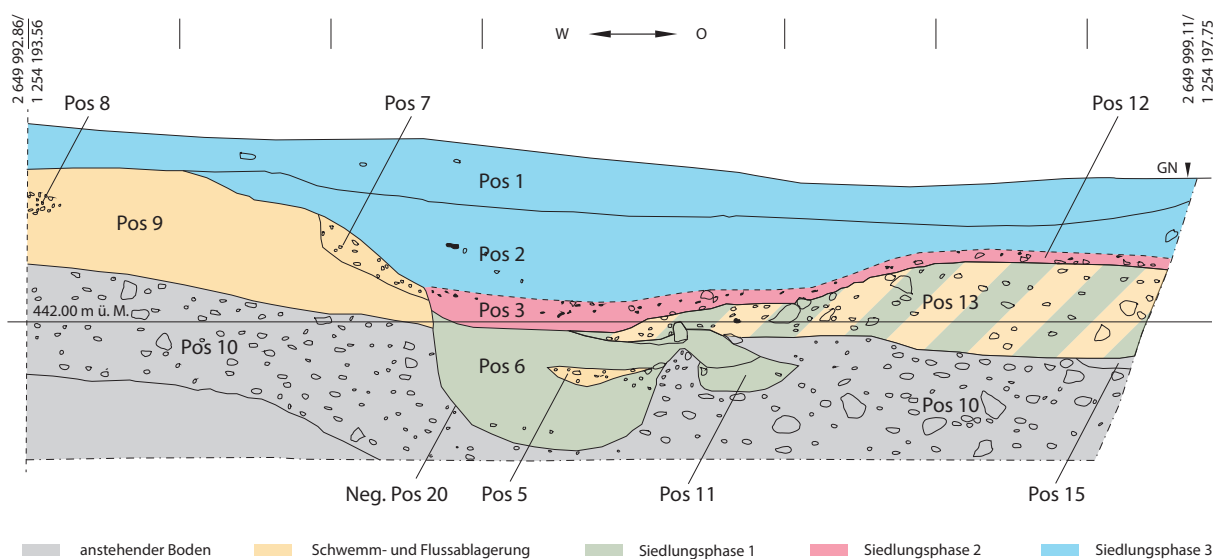 2 649 992.86/
1 254 193.56
W O
2 649 999.11/
1 254 197.75
Pos 8
Pos 7
Pos 12
GN
Pos 1
Pos 9
Pos 2
Pos 13
Pos 3
442.00 m ü. M.
Pos 10
Pos 6
Pos 11
Pos 10
Neg. Pos 20
Pos 5
Pos 15
anstehender Boden
Schwemm- und Flussablagerung
Siedlungsphase 1
Siedlungsphase 2
Siedlungsphase 3